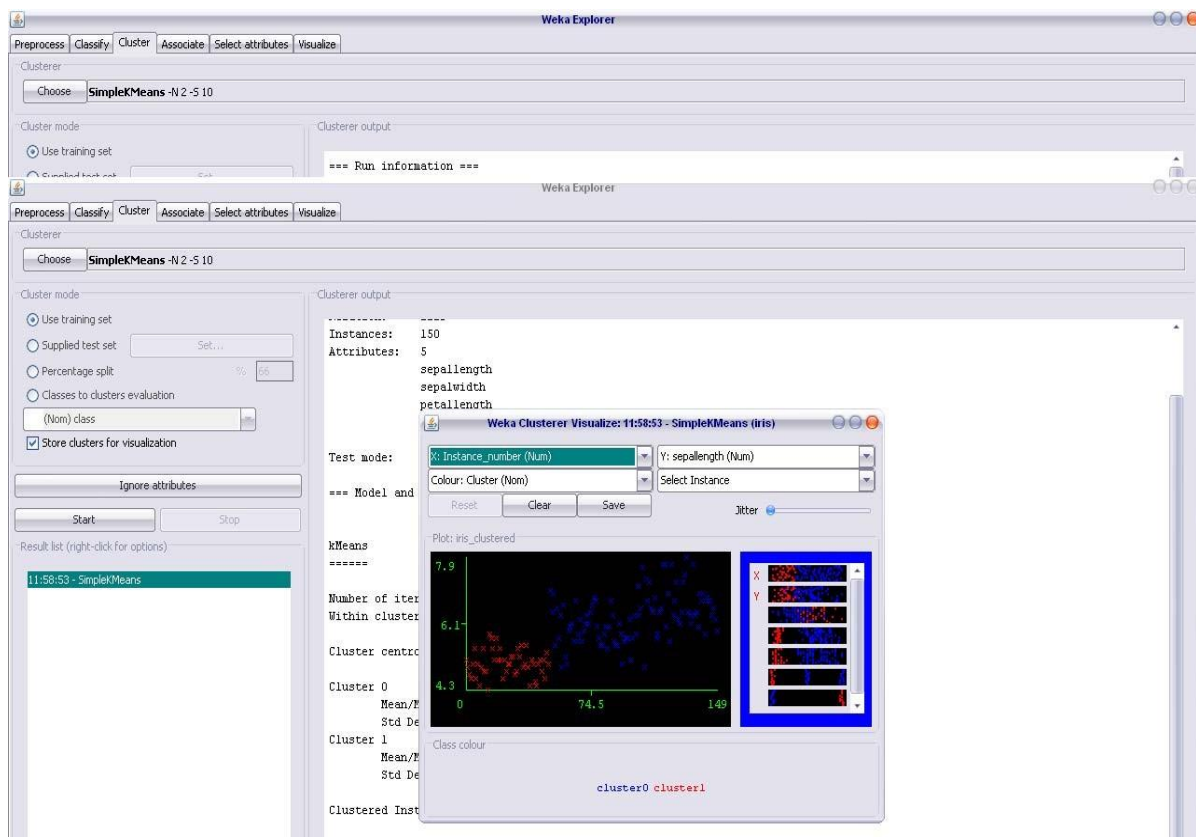 Weka Explorer
Preprocess Classify Cluster Associate Select attributes Visualize
Clusterer
Choose SimpleKMeans -N 2 -S 10
Cluster mode
Clusterer output
Use training set
=== Run information ===
Supplied test set Set...
Weka Explorer
Preprocess Classify Cluster Associate Select attributes Visualize
Clusterer
Choose SimpleKMeans -N 2 -S 10
Cluster mode
Use training set
Supplied test set Set...
Percentage split % 66
Classes to clusters evaluation
(Nom) class
Store clusters for visualization
Ignore attributes
Start Stop
Result list (right-click for options)
11:58:53 - SimpleKMeans
Clusterer output
Instances: 150
Attributes: 5
sepallength
sepalwidth
petallength
Test mode:
=== Model and
kMeans
======
Number of iter
Within cluster
Cluster centro
Cluster 0
Mean/M
Std De
Cluster 1
Mean/M
Std De
Clustered Inst
Weka Clusterer Visualize: 11:58:53 - SimpleKMeans (iris)
X: Instance_number (Num) Y: sepallength (Num)
Colour: Cluster (Nom) Select Instance
Reset Clear Save Jitter
Plot: iris_clustered
7.9
6.1
4.3
0 74.5 149
X
Y
Class colour
cluster0 cluster1